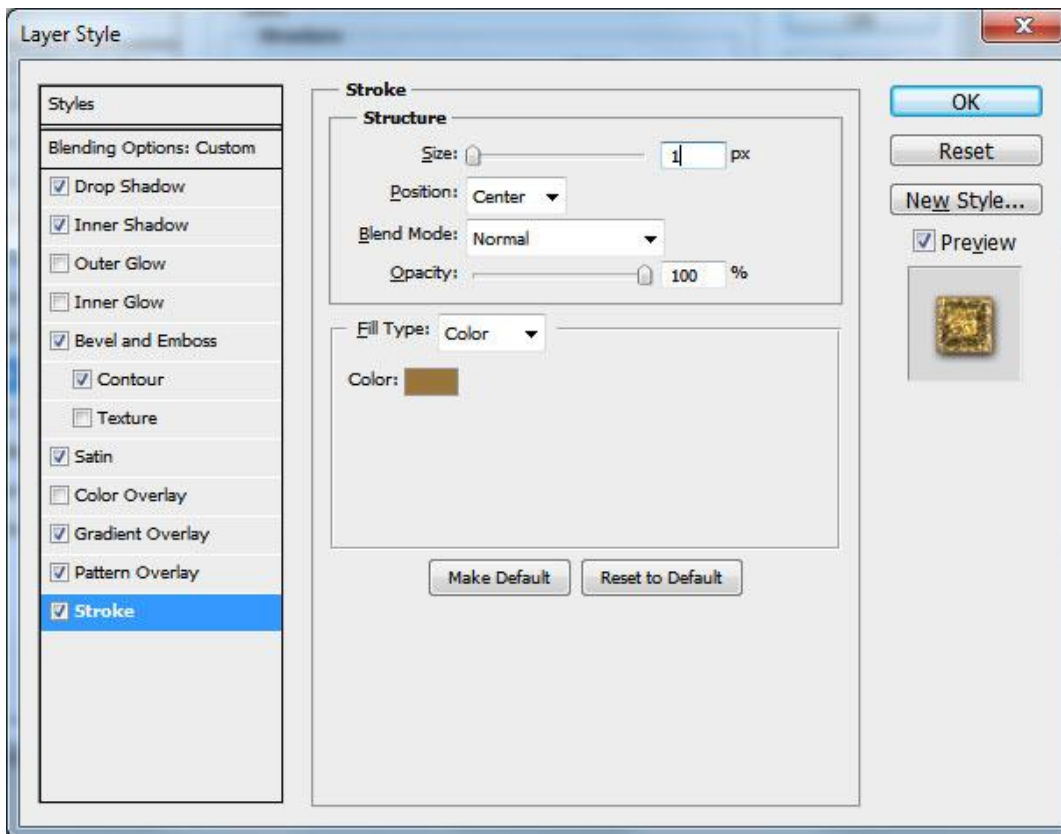 Layer Style
X
Styles
Blending Options: Custom
Drop Shadow
Inner Shadow
Outer Glow
Inner Glow
Bevel and Emboss
Contour
Texture
Satin
Color Overlay
Gradient Overlay
Pattern Overlay
Stroke
Stroke
Structure
Size: 1 px
Position: Center
Blend Mode: Normal
Opacity: 100 %
Fill Type: Color
Color:
Make Default Reset to Default
OK
Reset
New Style...
Preview